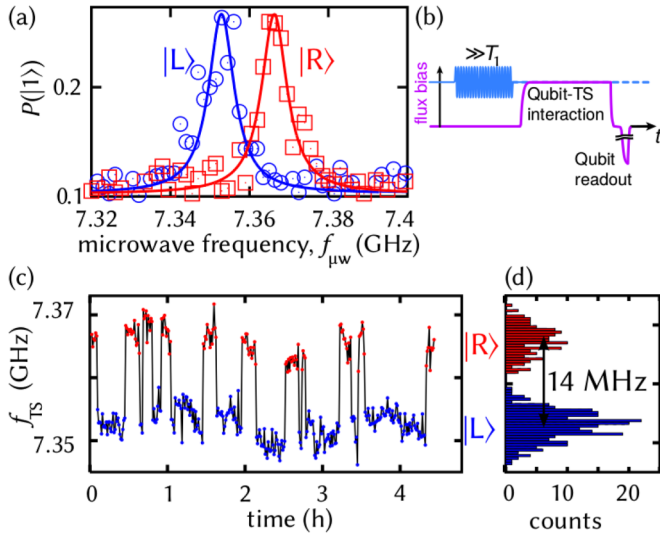 (a)
|L⟩
|R⟩
P(|1⟩)
0.2
0.1
7.32
7.34
7.36
7.38
7.4
microwave frequency, fμw (GHz)
(b)
≫T1
flux bias
Qubit-TS
interaction
t
Qubit
readout
(c)
7.37
7.35
fTS (GHz)
0
1
2
3
4
time (h)
(d)
|R⟩
14 MHz
|L⟩
0
10
20
counts